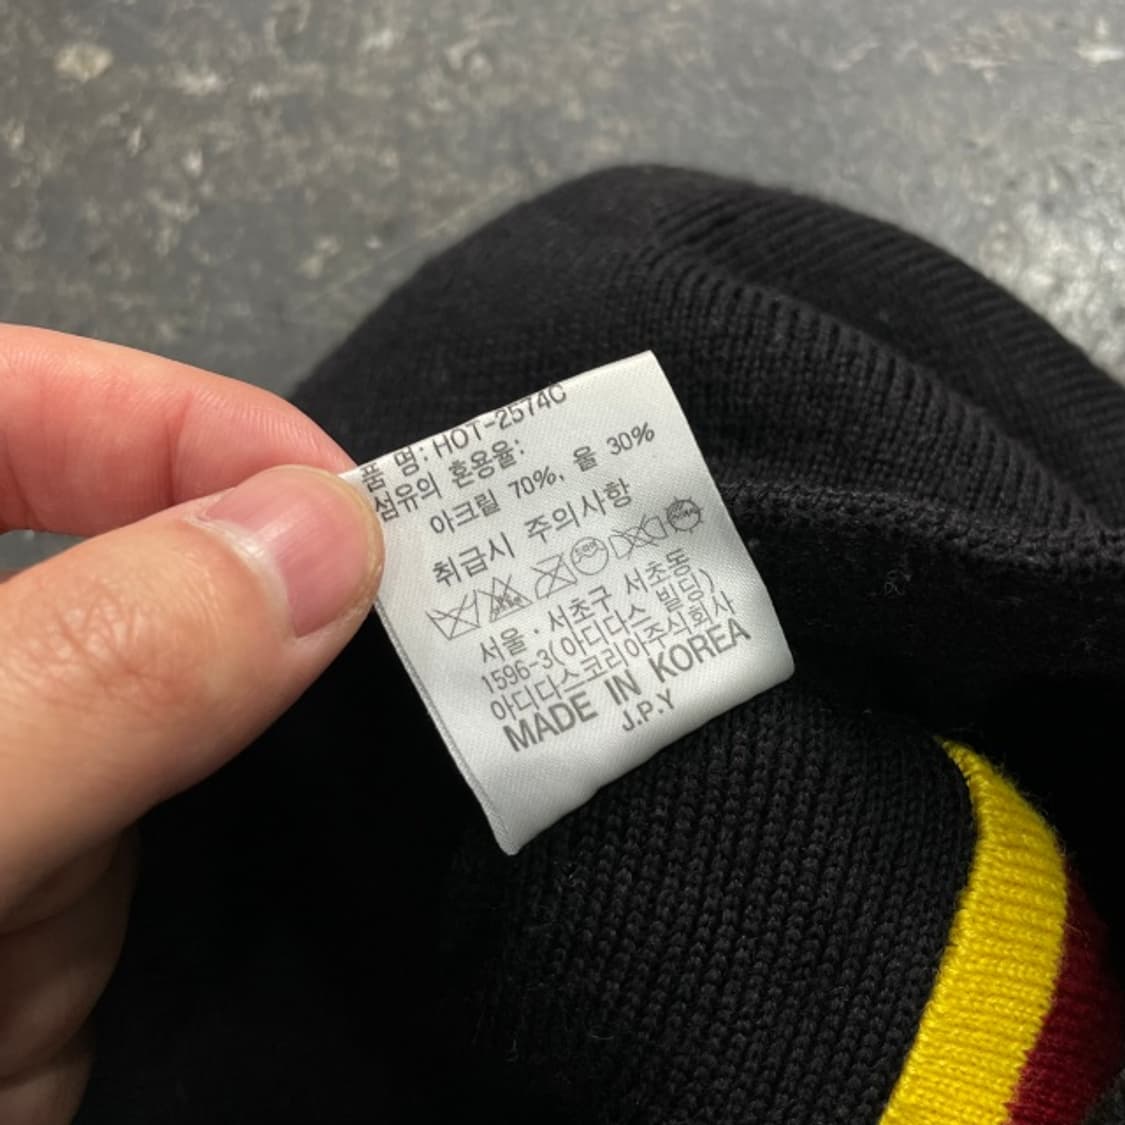 품 명: HOT-2574C
섬유의 혼용율:
아크릴 70%, 울 30%
취급시 주의사항
서울·서초구 서초동
1596-3(아디다스 빌딩)
아디다스코리아주식회사
MADE IN KOREA
J.P.Y